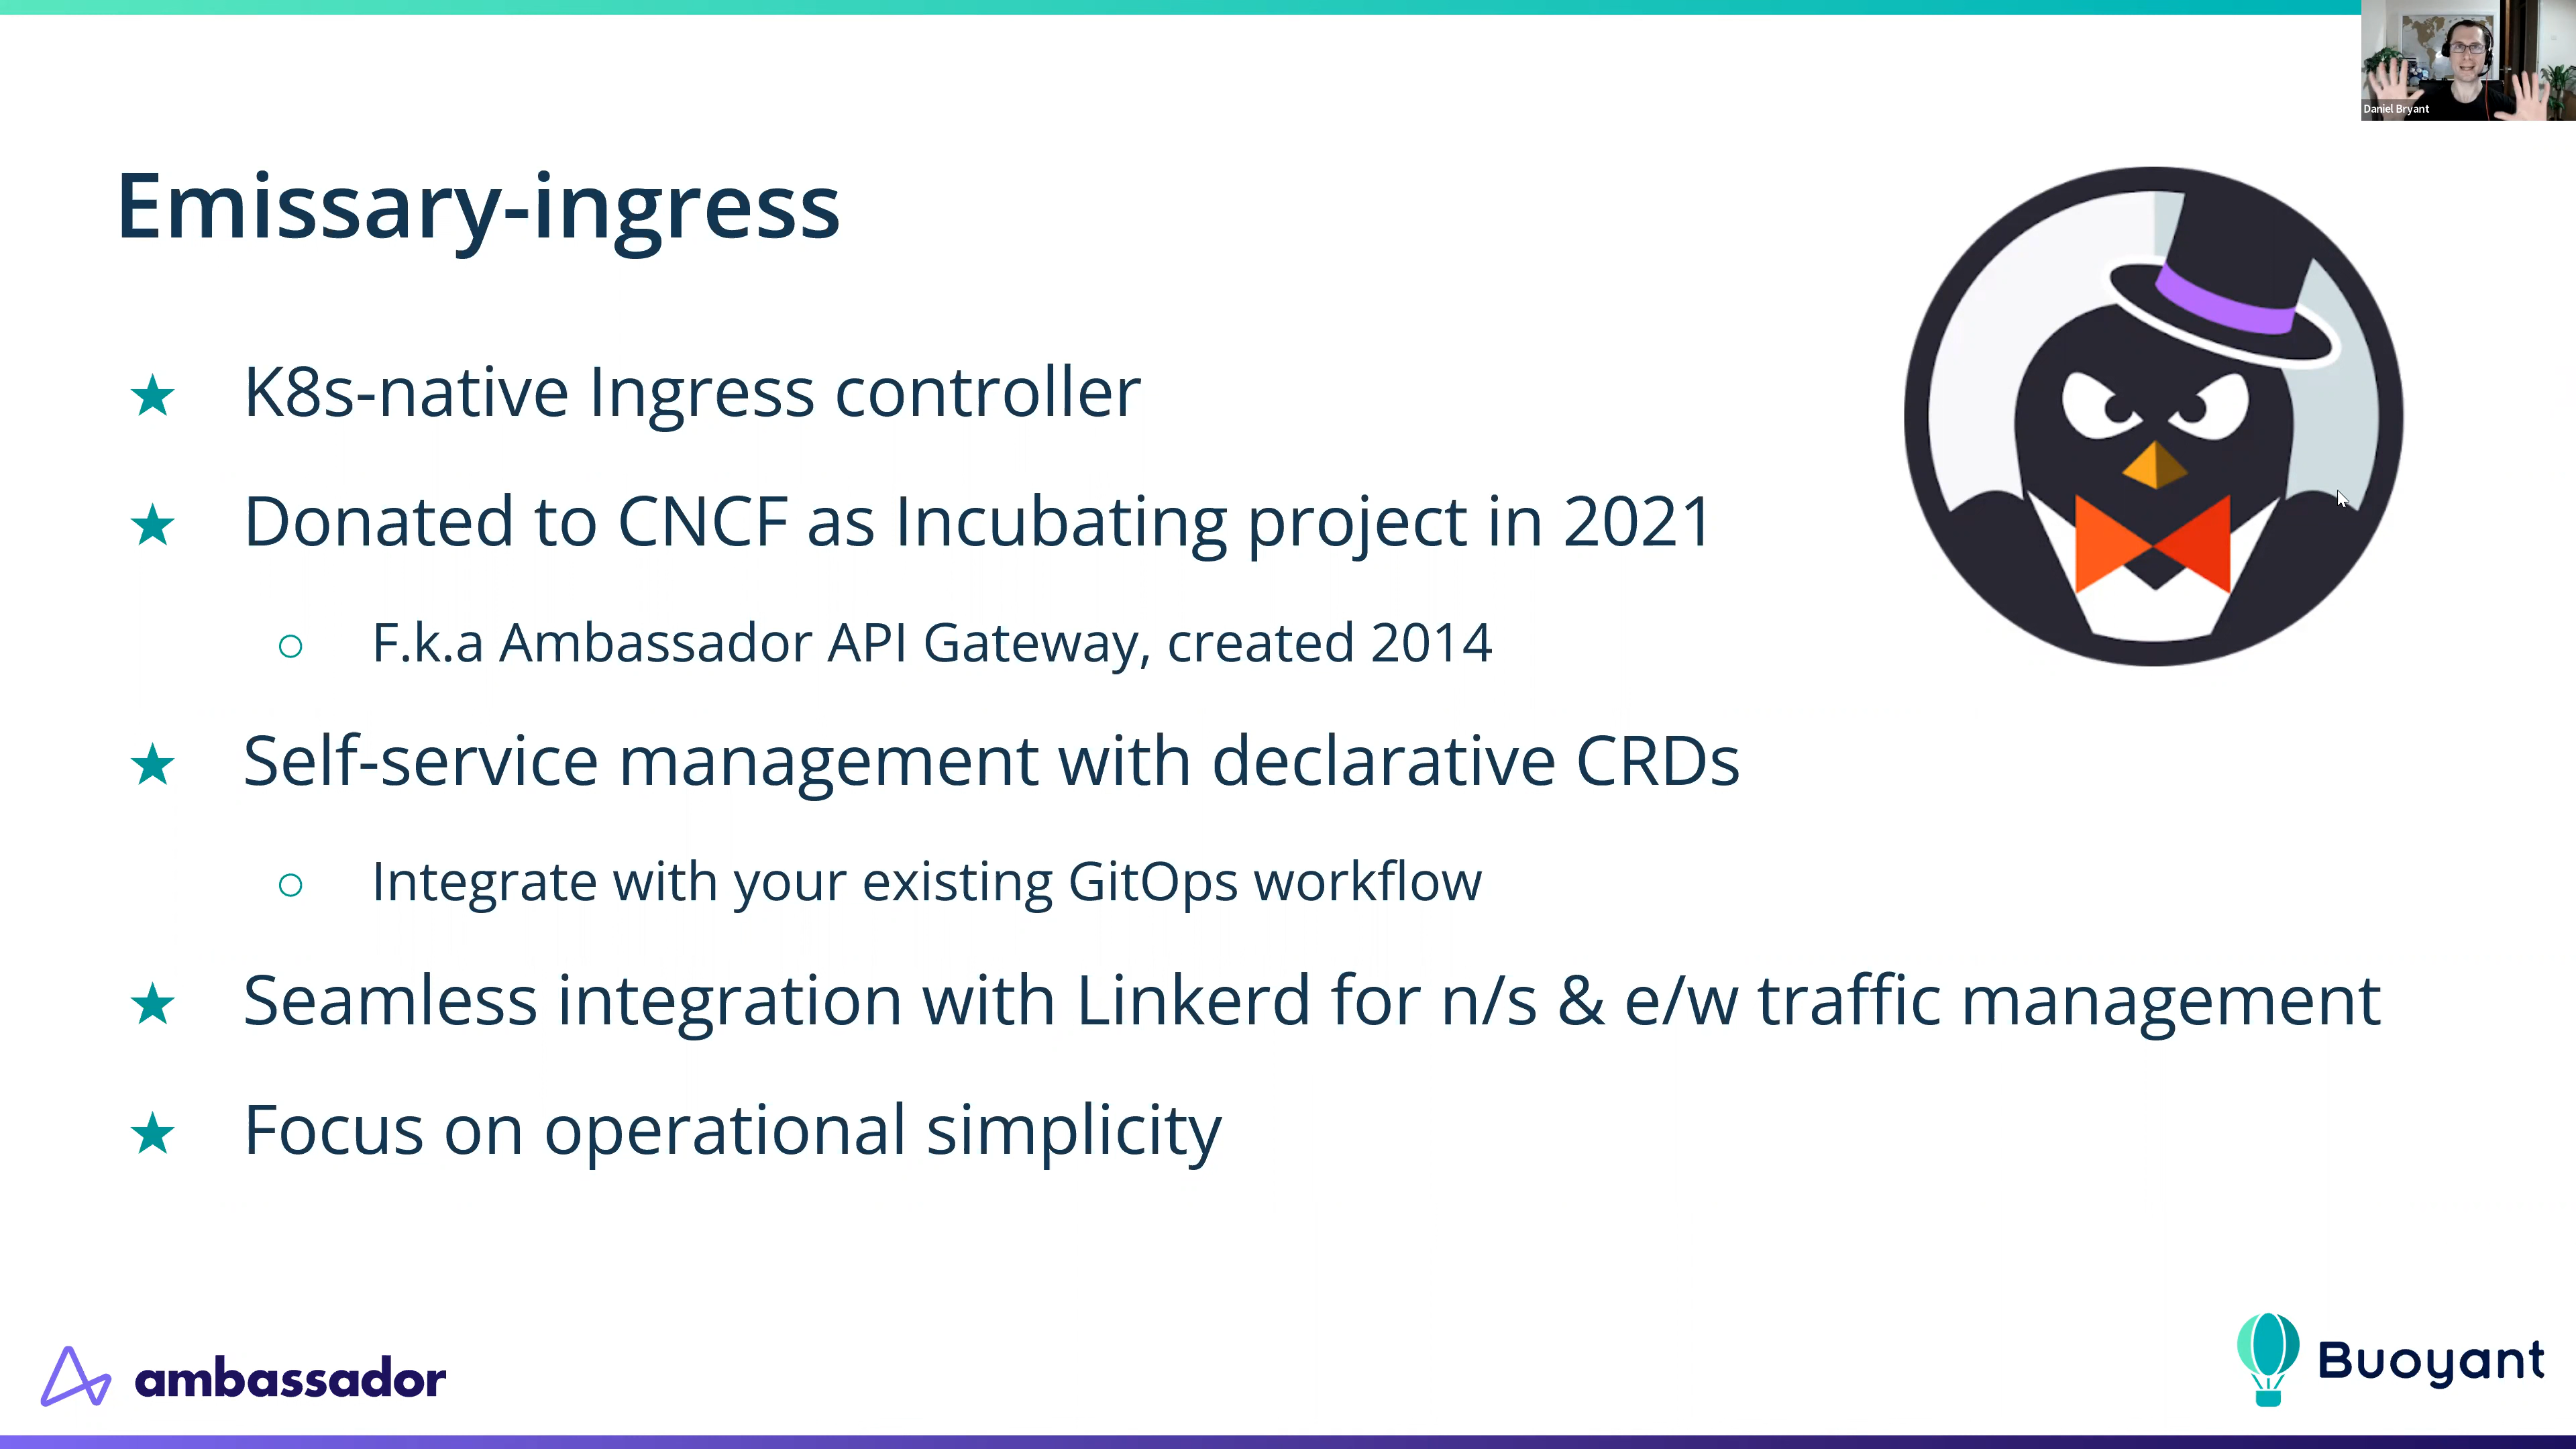 Daniel Bryant
Emissary-ingress
K8s-native Ingress controller
Donated to CNCF as Incubating project in 2021
F.k.a Ambassador API Gateway, created 2014
Self-service management with declarative CRDs
Integrate with your existing GitOps workflow
Seamless integration with Linkerd for n/s & e/w traffic management
Focus on operational simplicity
ambassador
Buoyant